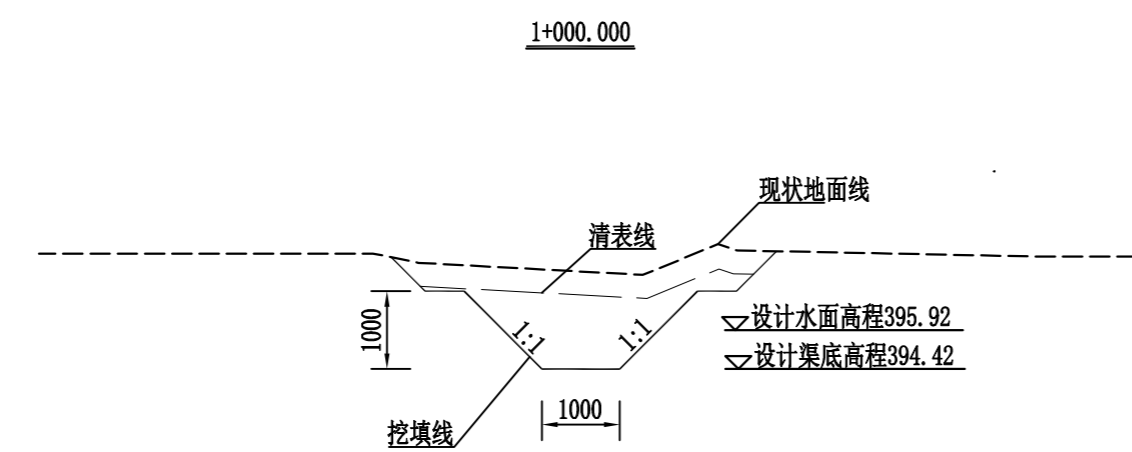 1+000.000
现状地面线
清表线
1000
1:1
1:1
设计水面高程395.92
设计渠底高程394.42
1000
挖填线